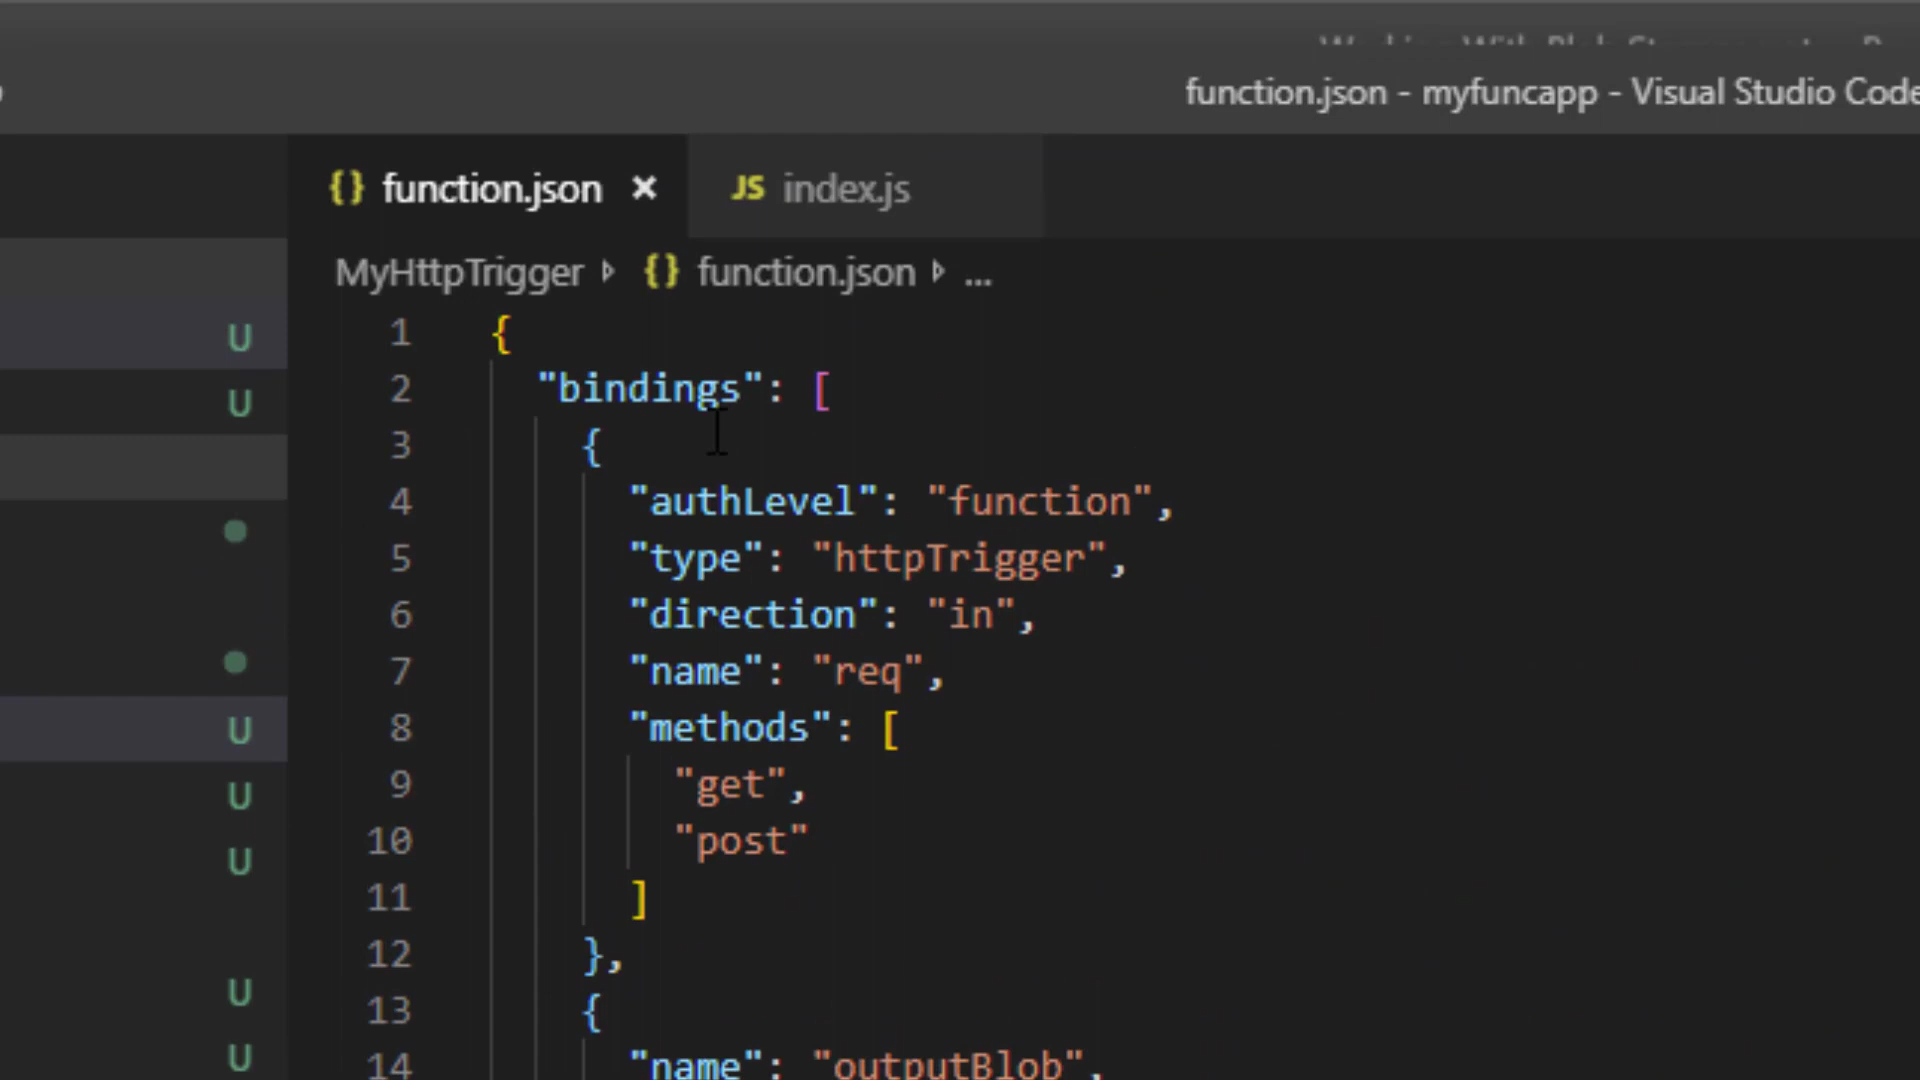 function.json - myfuncapp - Visual Studio Code
function.json × JS index.js
MyHttpTrigger {} function.json ...
1 {
2 "bindings": [
3 {
U
4 "authLevel": "function",
U
5 "type": "httpTrigger",
6 "direction": "in",
7 "name": "req",
8 "methods": [
U
9 "get",
U
10 "post"
U
11 ]
12 },
U
13 {
U
14 "name": "outputBlob",